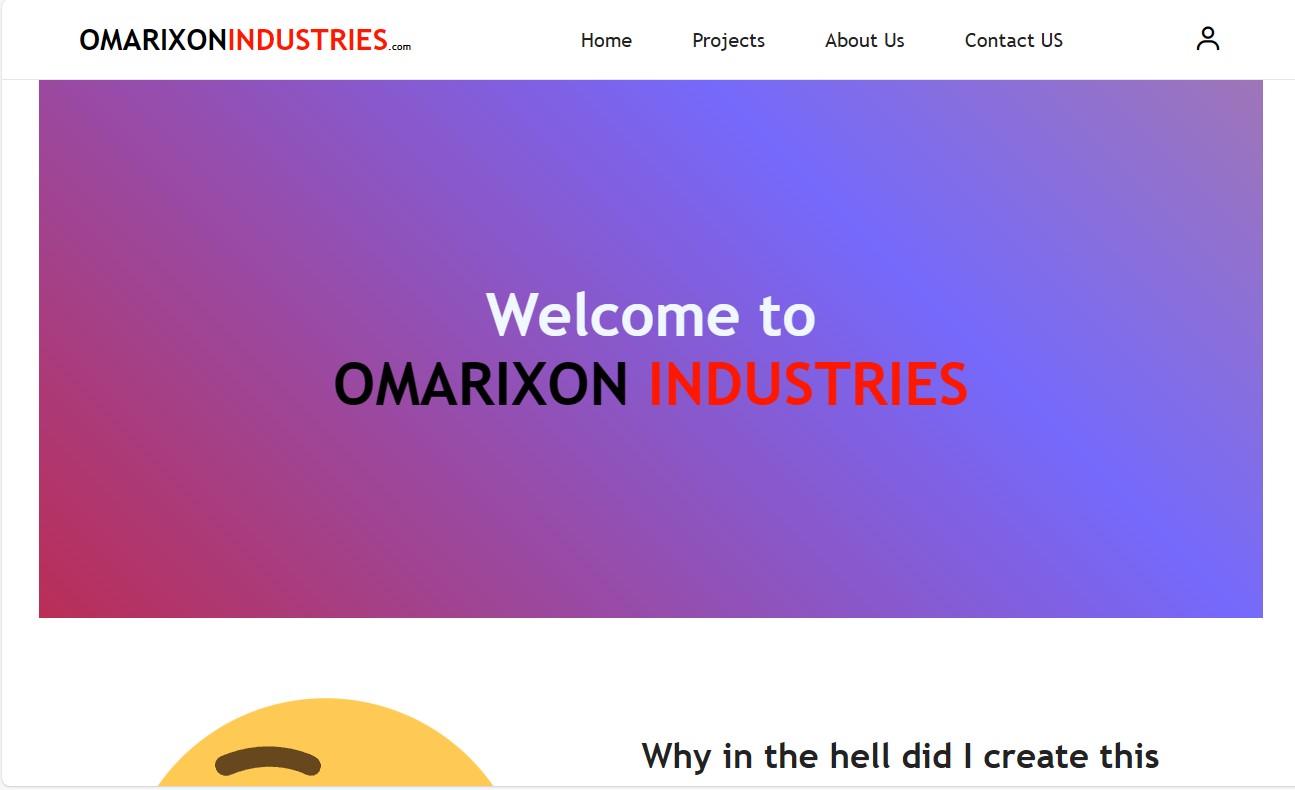 OMARIXONINDUSTRIES.com
Home Projects About Us Contact US
Welcome to
OMARIXON INDUSTRIES
Why in the hell did I create this